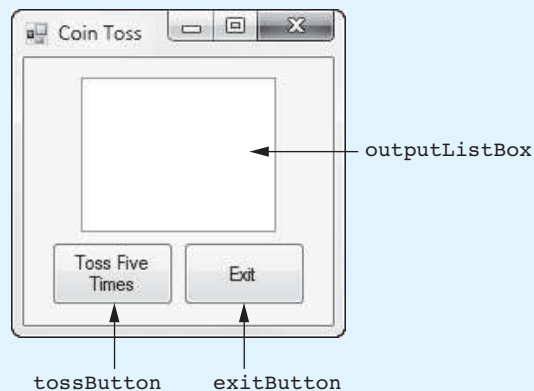 Coin Toss
outputListBox
Toss Five
Times
Exit
tossButton
exitButton